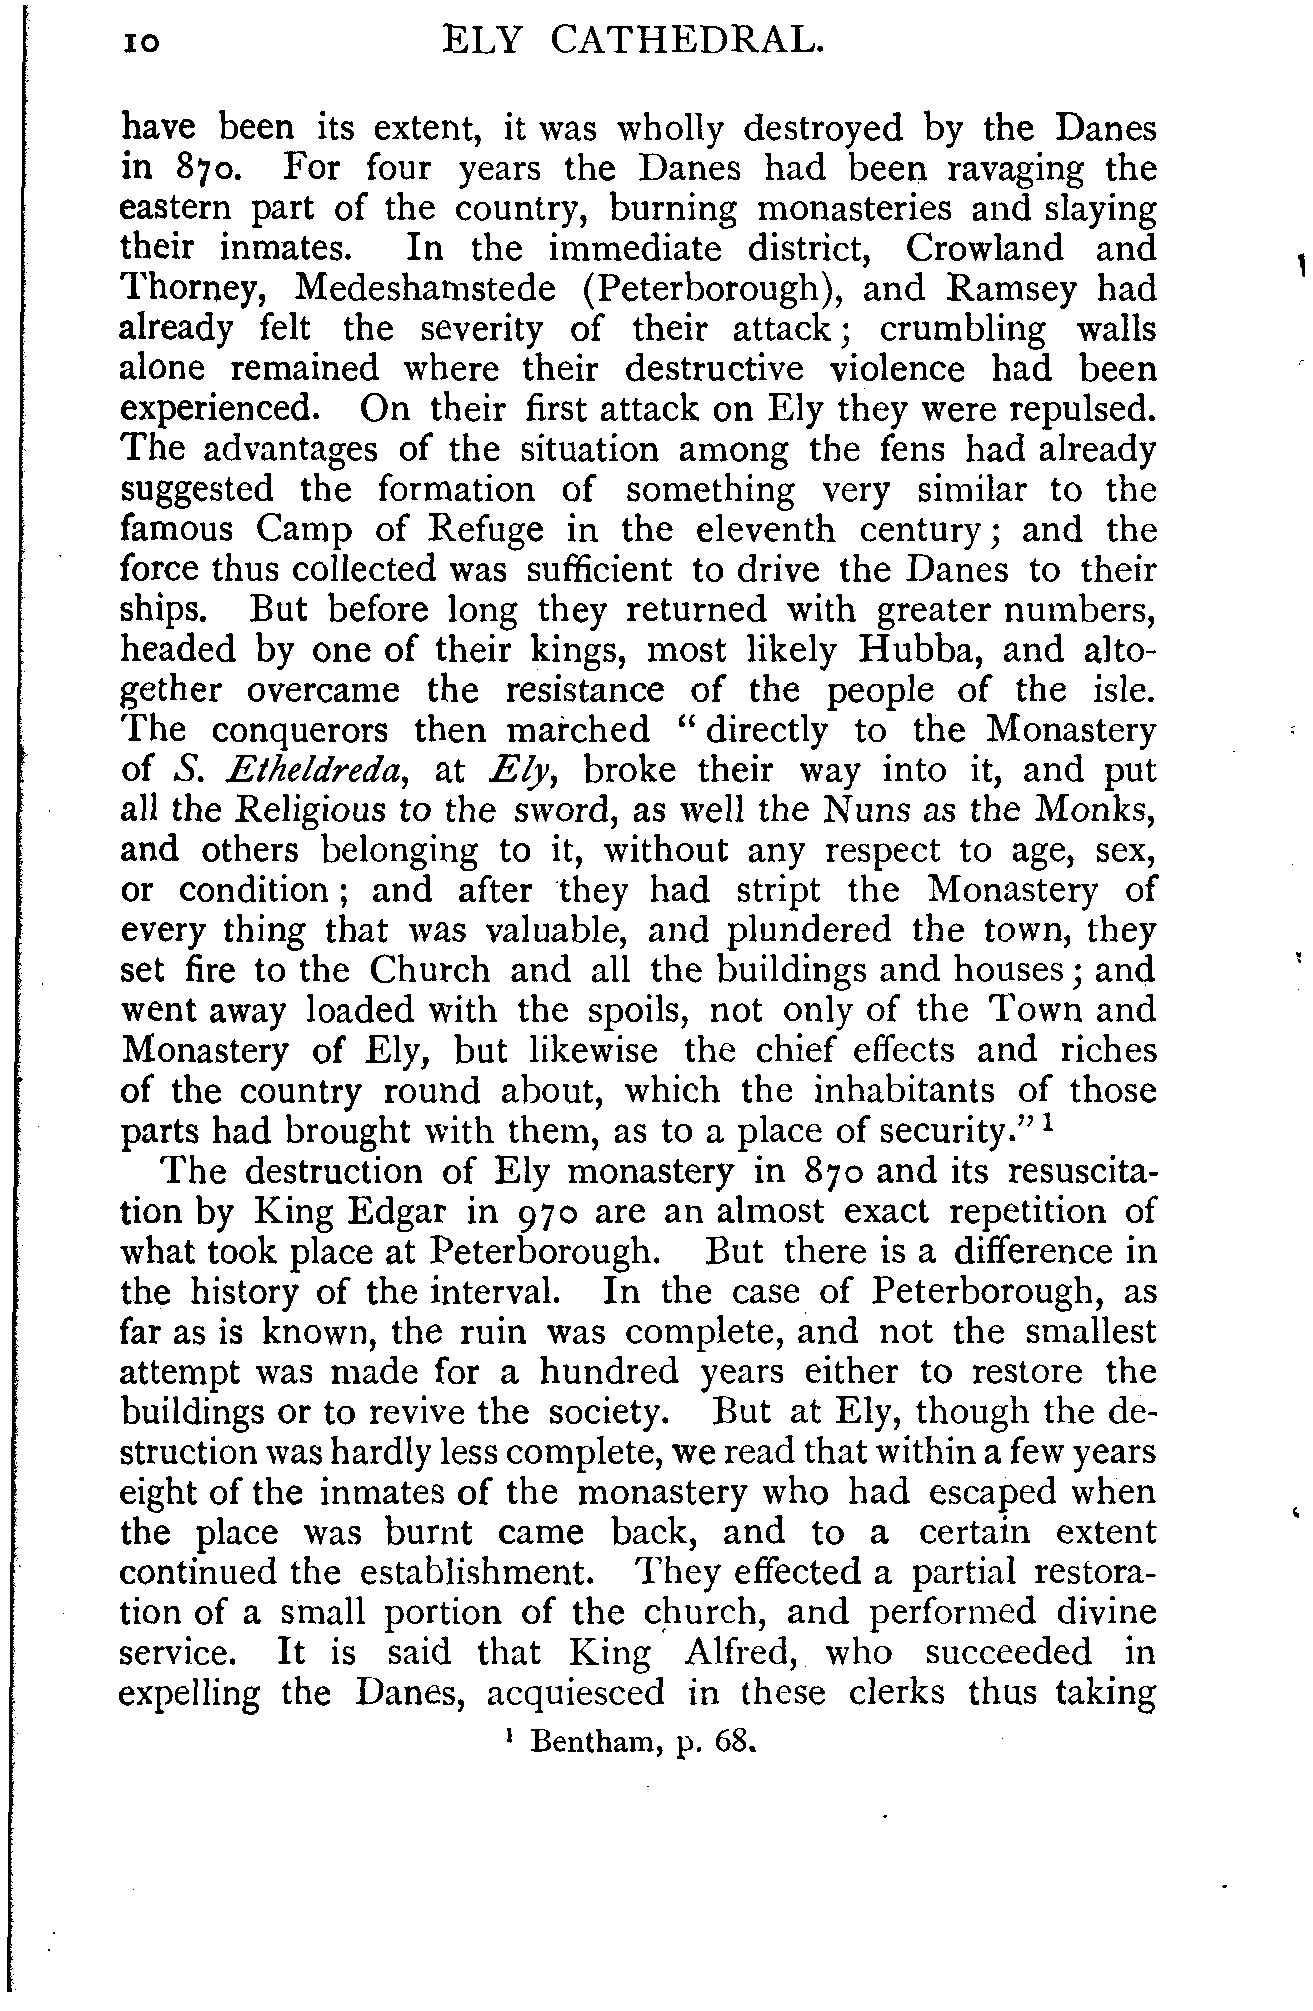 10 ELY CATHEDRAL.
have been its extent, it was wholly destroyed by the Danes
in 870. For four years the Danes had been ravaging the
eastern part of the country, burning monasteries and slaying
their inmates. In the immediate district, Crowland and
Thorney, Medeshamstede (Peterborough), and Ramsey had
already felt the severity of their attack; crumbling walls
alone remained where their destructive violence had been
experienced. On their first attack on Ely they were repulsed.
The advantages of the situation among the fens had already
suggested the formation of something very similar to the
famous Camp of Refuge in the eleventh century; and the
force thus collected was sufficient to drive the Danes to their
ships. But before long they returned with greater numbers,
headed by one of their kings, most likely Hubba, and alto-
gether overcame the resistance of the people of the isle.
The conquerors then marched "directly to the Monastery
of S. Etheldreda, at Ely, broke their way into it, and put
all the Religious to the sword, as well the Nuns as the Monks,
and others belonging to it, without any respect to age, sex,
or condition; and after they had stript the Monastery of
every thing that was valuable, and plundered the town, they
set fire to the Church and all the buildings and houses; and
went away loaded with the spoils, not only of the Town and
Monastery of Ely, but likewise the chief effects and riches
of the country round about, which the inhabitants of those
parts had brought with them, as to a place of security." 1
The destruction of Ely monastery in 870 and its resuscita-
tion by King Edgar in 970 are an almost exact repetition of
what took place at Peterborough. But there is a difference in
the history of the interval. In the case of Peterborough, as
far as is known, the ruin was complete, and not the smallest
attempt was made for a hundred years either to restore the
buildings or to revive the society. But at Ely, though the de-
struction was hardly less complete, we read that within a few years
eight of the inmates of the monastery who had escaped when
the place was burnt came back, and to a certain extent
continued the establishment. They effected a partial restora-
tion of a small portion of the church, and performed divine
service. It is said that King Alfred, who succeeded in
expelling the Danes, acquiesced in these clerks thus taking
1 Bentham, p. 68.